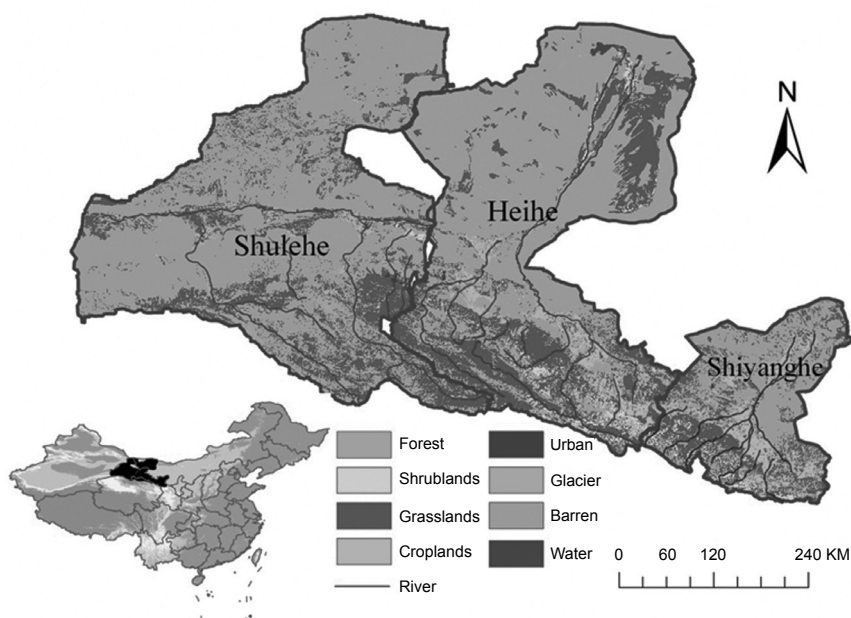 N
Heihe
Shulehe
Shiyanghe
Forest
Urban
Shrublands
Glacier
Grasslands
Barren
Croplands
Water
River
0 60 120 240 KM